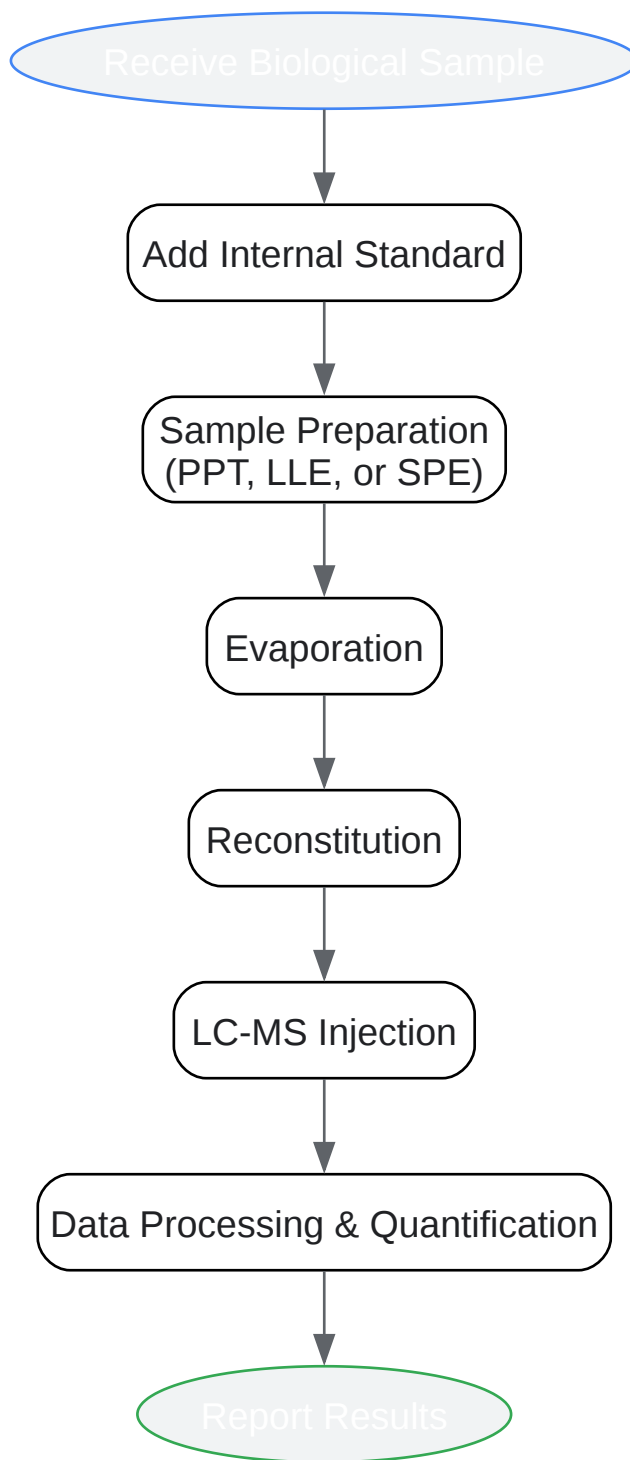 Receive Biological Sample
Add Internal Standard
Sample Preparation
(PPT, LLE, or SPE)
Evaporation
Reconstitution
LC-MS Injection
Data Processing & Quantification
Report Results